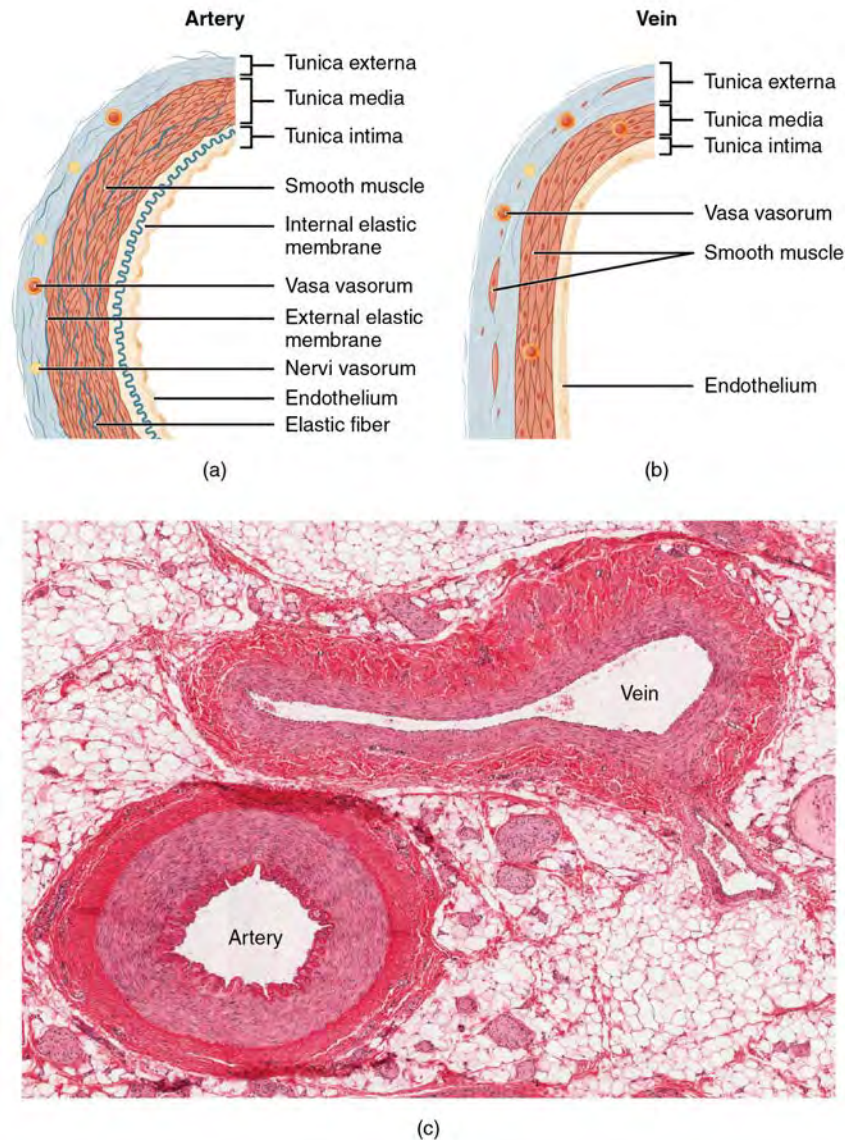 Artery
Tunica externa
Tunica media
Tunica intima
Smooth muscle
Internal elastic
membrane
Vasa vasorum
External elastic
membrane
Nervi vasorum
Endothelium
Elastic fiber
(a)
Vein
Tunica externa
Tunica media
Tunica intima
Vasa vasorum
Smooth muscle
Endothelium
(b)
Vein
Artery
(c)